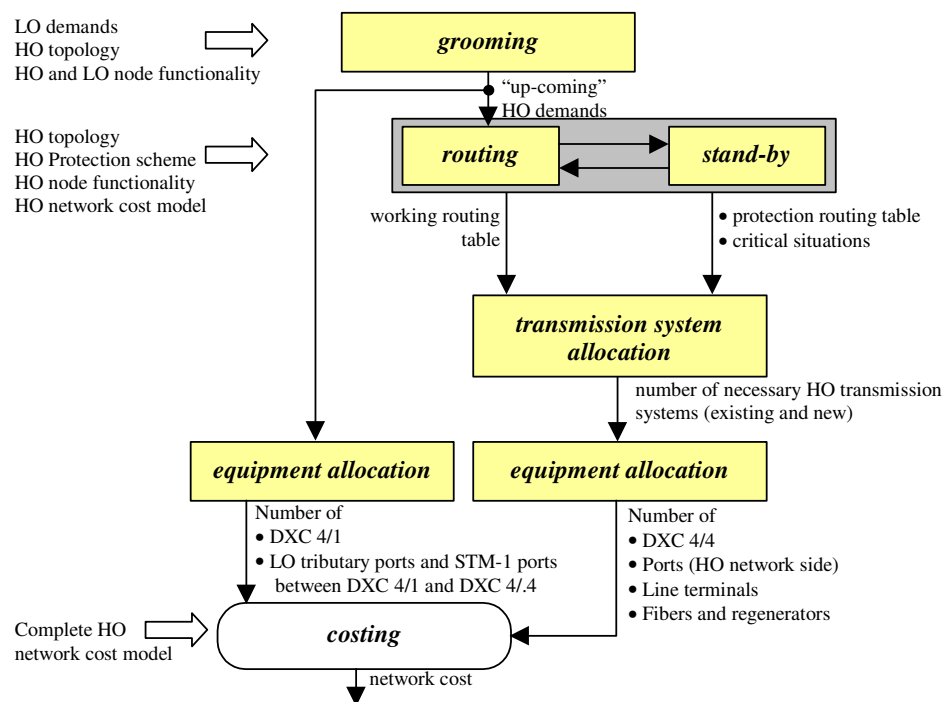 LO demands
HO topology
HO and LO node functionality
grooming
“up-coming”
HO demands
HO topology
HO Protection scheme
HO node functionality
HO network cost model
routing
stand-by
working routing
table
• protection routing table
• critical situations
transmission system
allocation
number of necessary HO transmission
systems (existing and new)
equipment allocation
equipment allocation
Number of
• DXC 4/1
• LO tributary ports and STM-1 ports
between DXC 4/1 and DXC 4/.4
Number of
• DXC 4/4
• Ports (HO network side)
• Line terminals
• Fibers and regenerators
Complete HO
network cost model
costing
network cost